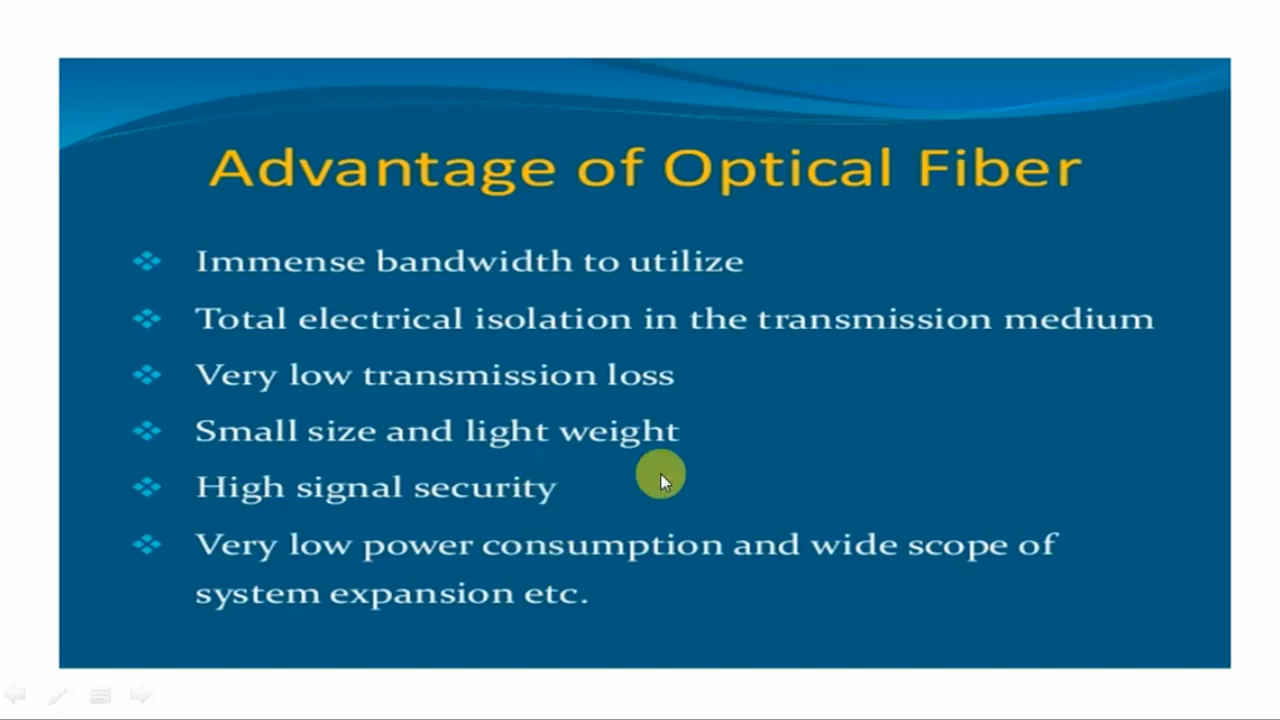 Advantage of Optical Fiber
Immense bandwidth to utilize
Total electrical isolation in the transmission medium
Very low transmission loss
Small size and light weight
High signal security
Very low power consumption and wide scope of
system expansion etc.